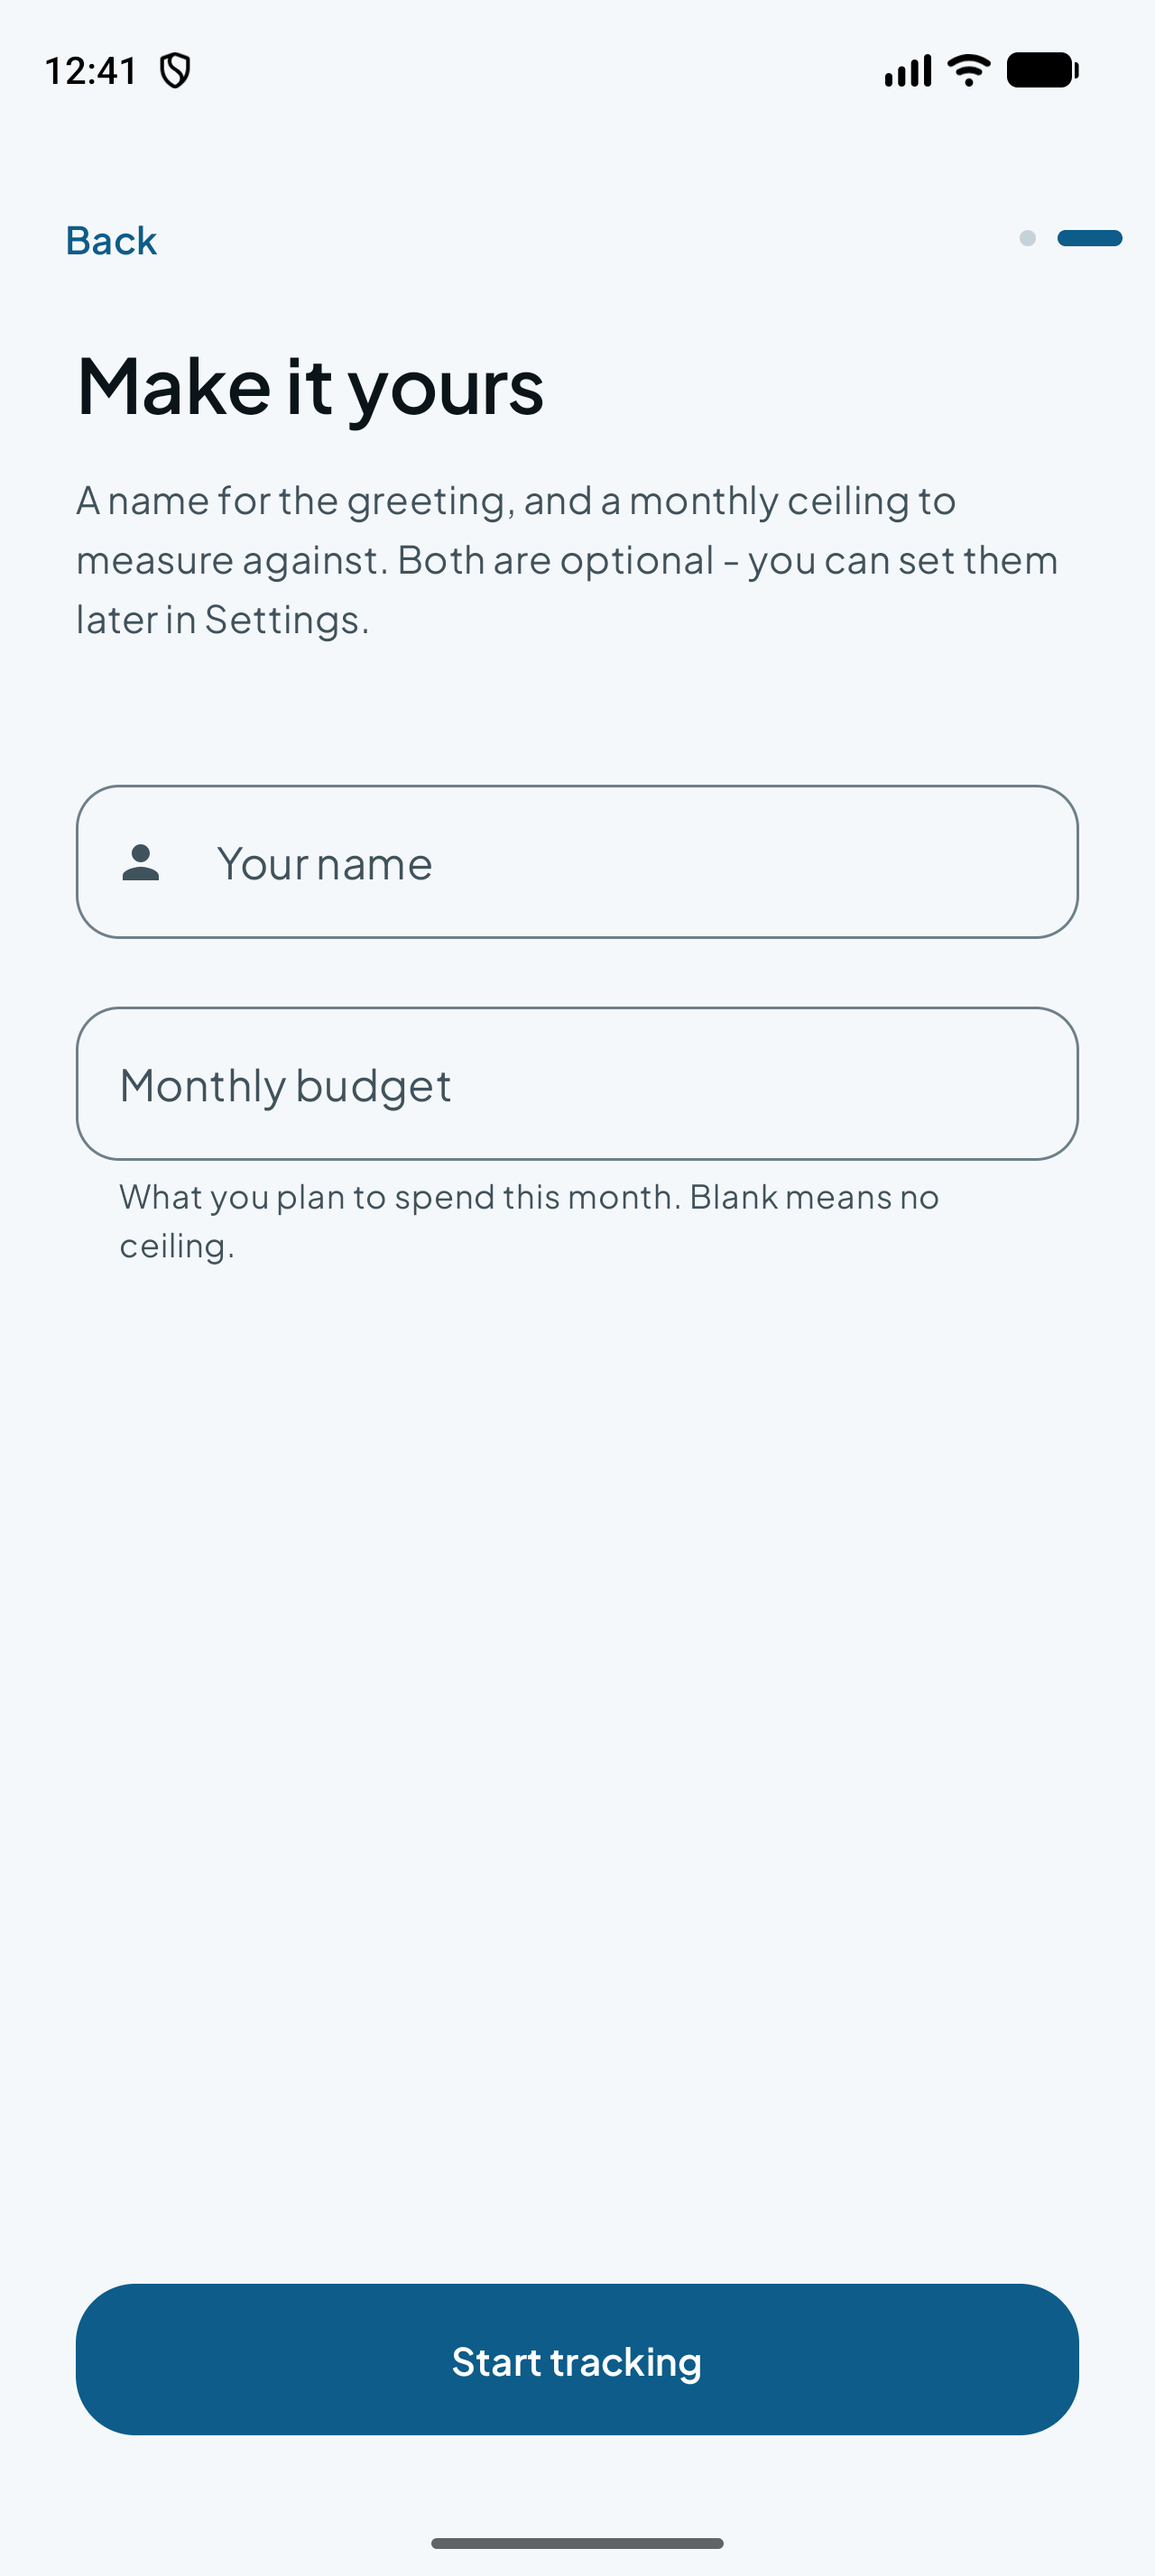 12:41
Back
Make it yours
A name for the greeting, and a monthly ceiling to
measure against. Both are optional - you can set them
later in Settings.
Your name
Monthly budget
What you plan to spend this month. Blank means no
ceiling.
Start tracking